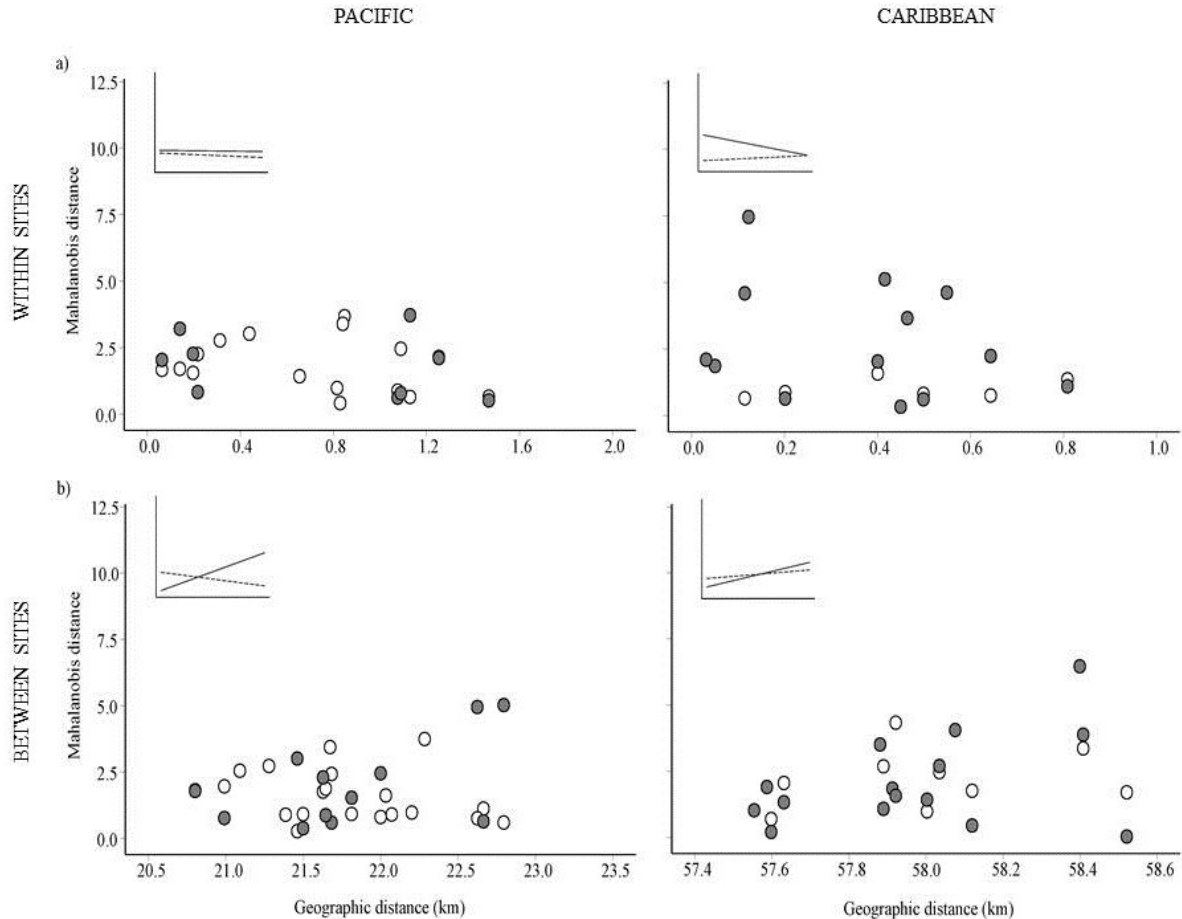 PACIFIC
CARIBBEAN
a)
WITHIN SITES
Mahalanobis distance
12.5
10.0
7.5
5.0
2.5
0.0
0.0 0.4 0.8 1.2 1.6 2.0
0.0 0.2 0.4 0.6 0.8 1.0
b)
BETWEEN SITES
Mahalanobis distance
12.5
10.0
7.5
5.0
2.5
0.0
20.5 21.0 21.5 22.0 22.5 23.0 23.5
57.4 57.6 57.8 58.0 58.2 58.4 58.6
Geographic distance (km)
Geographic distance (km)